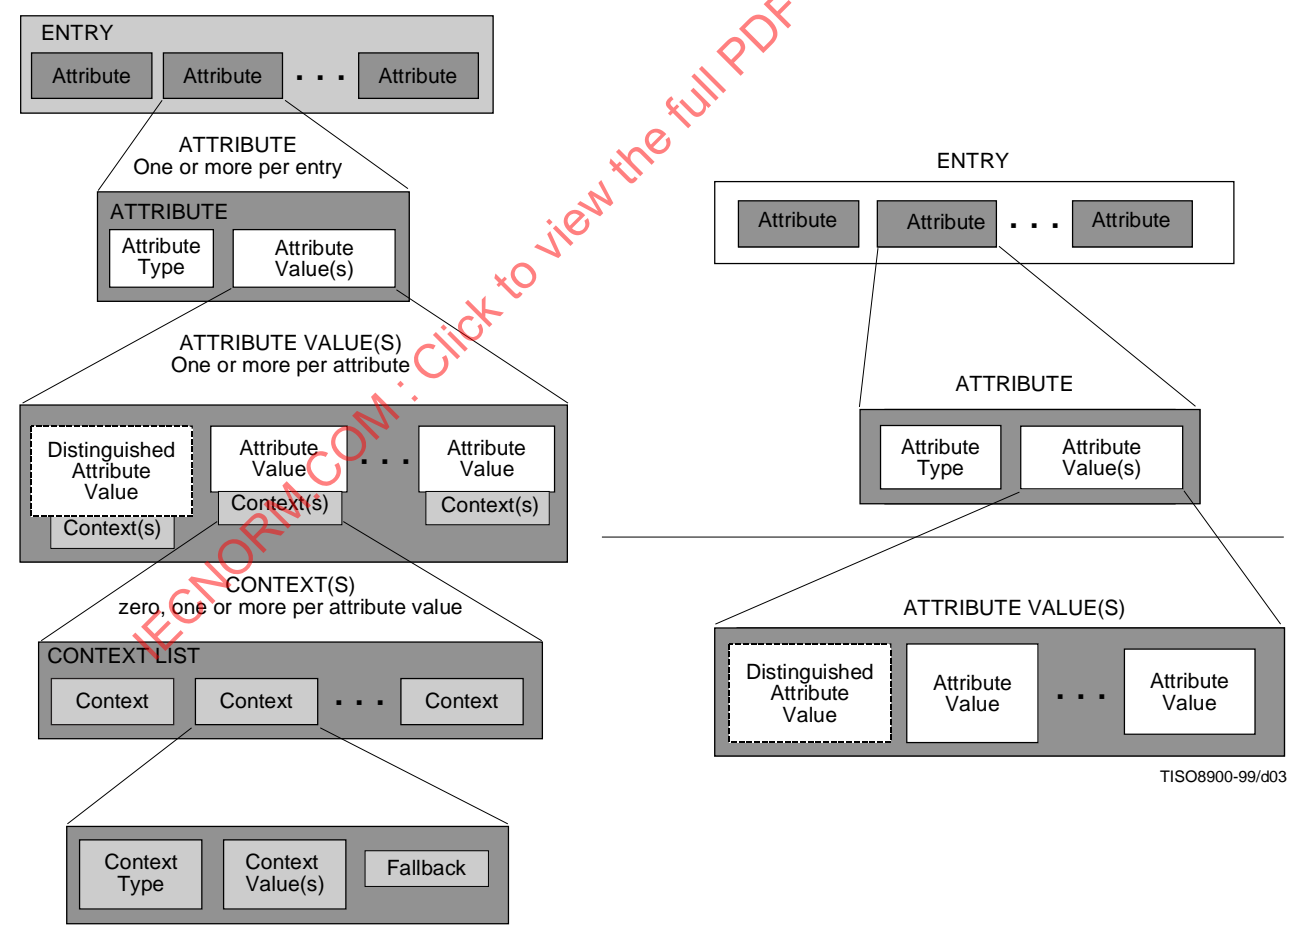 ENTRY
Attribute
Attribute
. . .
Attribute
ATTRIBUTE
One or more per entry
ATTRIBUTE
Attribute
Type
Attribute
Value(s)
ATTRIBUTE VALUE(S)
One or more per attribute
Distinguished
Attribute
Value
Context(s)
Attribute
Value
Context(s)
. . .
Attribute
Value
Context(s)
CONTEXT(S)
zero, one or more per attribute value
CONTEXT LIST
Context
Context
. . .
Context
Context
Type
Context
Value(s)
Fallback
ENTRY
Attribute
Attribute
. . .
Attribute
ATTRIBUTE
Attribute
Type
Attribute
Value(s)
ATTRIBUTE VALUE(S)
Distinguished
Attribute
Value
Attribute
Value
. . .
Attribute
Value
TISO8900-99/d03
IECNORM.COM : Click to view the full PDF